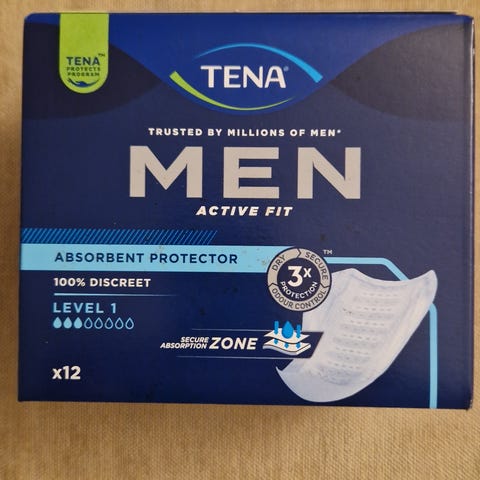 TENA™
PROTECTS
PROGRAM
TENA®
TRUSTED BY MILLIONS OF MEN*
MEN
ACTIVE FIT
ABSORBENT PROTECTOR
100% DISCREET
LEVEL 1
DRY SECURE
3x
PROTECTION
ODOUR CONTROL
™
SECURE
ABSORPTION ZONE
x12